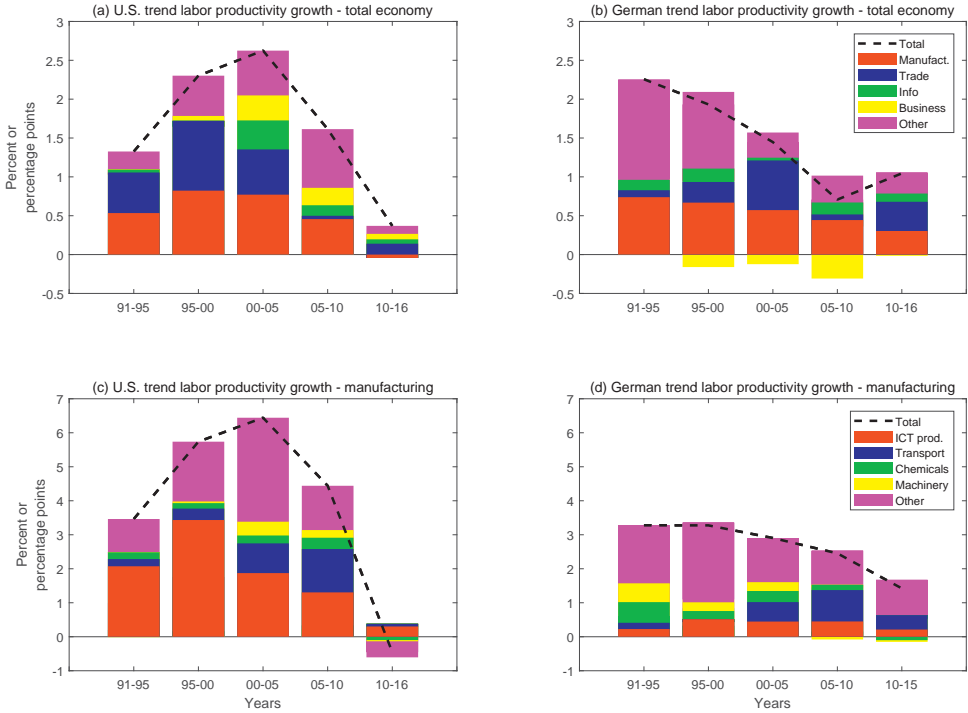 (a) U.S. trend labor productivity growth - total economy
3
2.5
2
1.5
1
0.5
0
-0.5
Percent or
percentage points
91-95 95-00 00-05 05-10 10-16
(b) German trend labor productivity growth - total economy
3
2.5
2
1.5
1
0.5
0
-0.5
Total
Manufact.
Trade
Info
Business
Other
91-95 95-00 00-05 05-10 10-16
(c) U.S. trend labor productivity growth - manufacturing
7
6
5
4
3
2
1
0
-1
Percent or
percentage points
91-95 95-00 00-05 05-10 10-16
Years
(d) German trend labor productivity growth - manufacturing
7
6
5
4
3
2
1
0
-1
Total
ICT prod.
Transport
Chemicals
Machinery
Other
91-95 95-00 00-05 05-10 10-15
Years